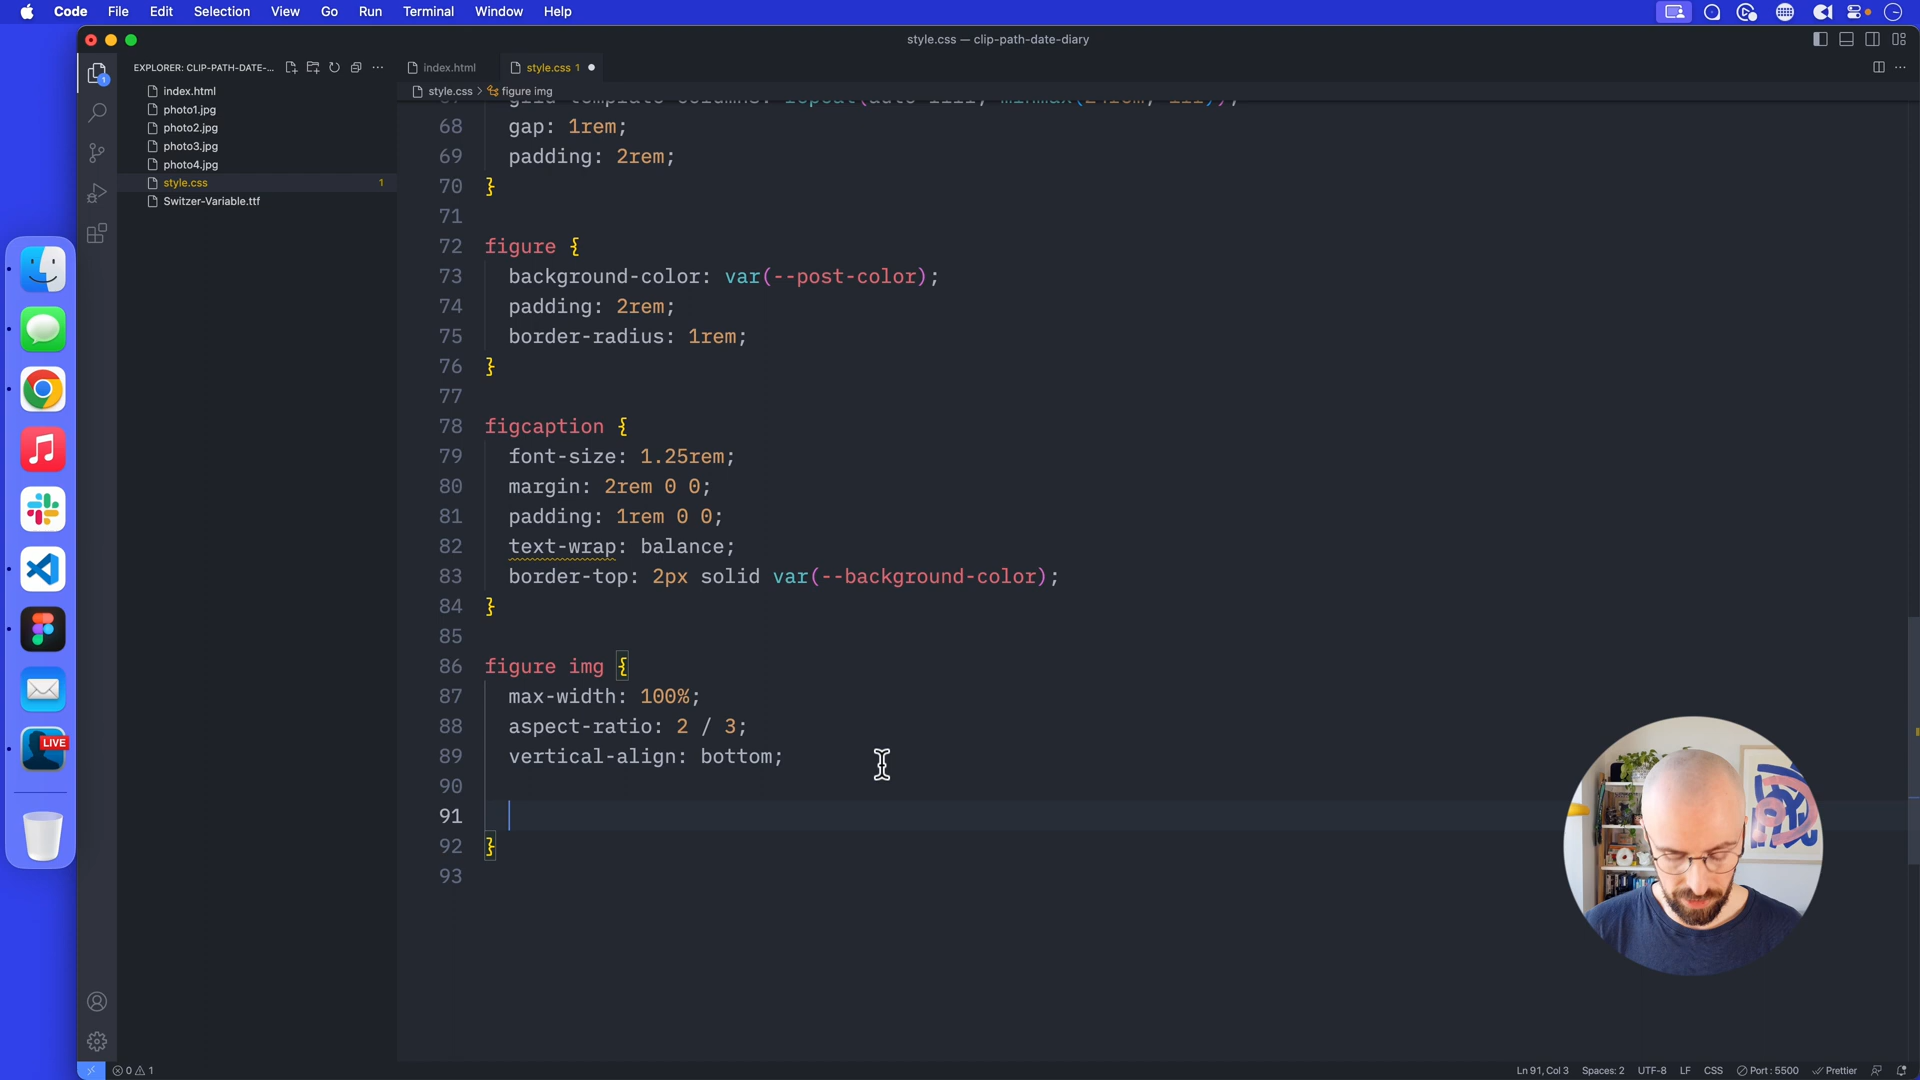 Code File Edit Selection View Go Run Terminal Window Help
style.css — clip-path-date-diary
EXPLORER: CLIP-PATH-DATE-...
index.html
photo1.jpg
photo2.jpg
photo3.jpg
photo4.jpg
style.css 1
Switzer-Variable.ttf
1
LIVE
index.html style.css 1
style.css > figure img
68 gap: 1rem;
69 padding: 2rem;
70 }
71
72 figure {
73 background-color: var(--post-color);
74 padding: 2rem;
75 border-radius: 1rem;
76 }
77
78 figcaption {
79 font-size: 1.25rem;
80 margin: 2rem 0 0;
81 padding: 1rem 0 0;
82 text-wrap: balance;
83 border-top: 2px solid var(--background-color);
84 }
85
86 figure img {
87 max-width: 100%;
88 aspect-ratio: 2 / 3;
89 vertical-align: bottom;
90
91
92 }
93
0 1 Ln 91, Col 3 Spaces: 2 UTF-8 LF CSS Port : 5500 Prettier